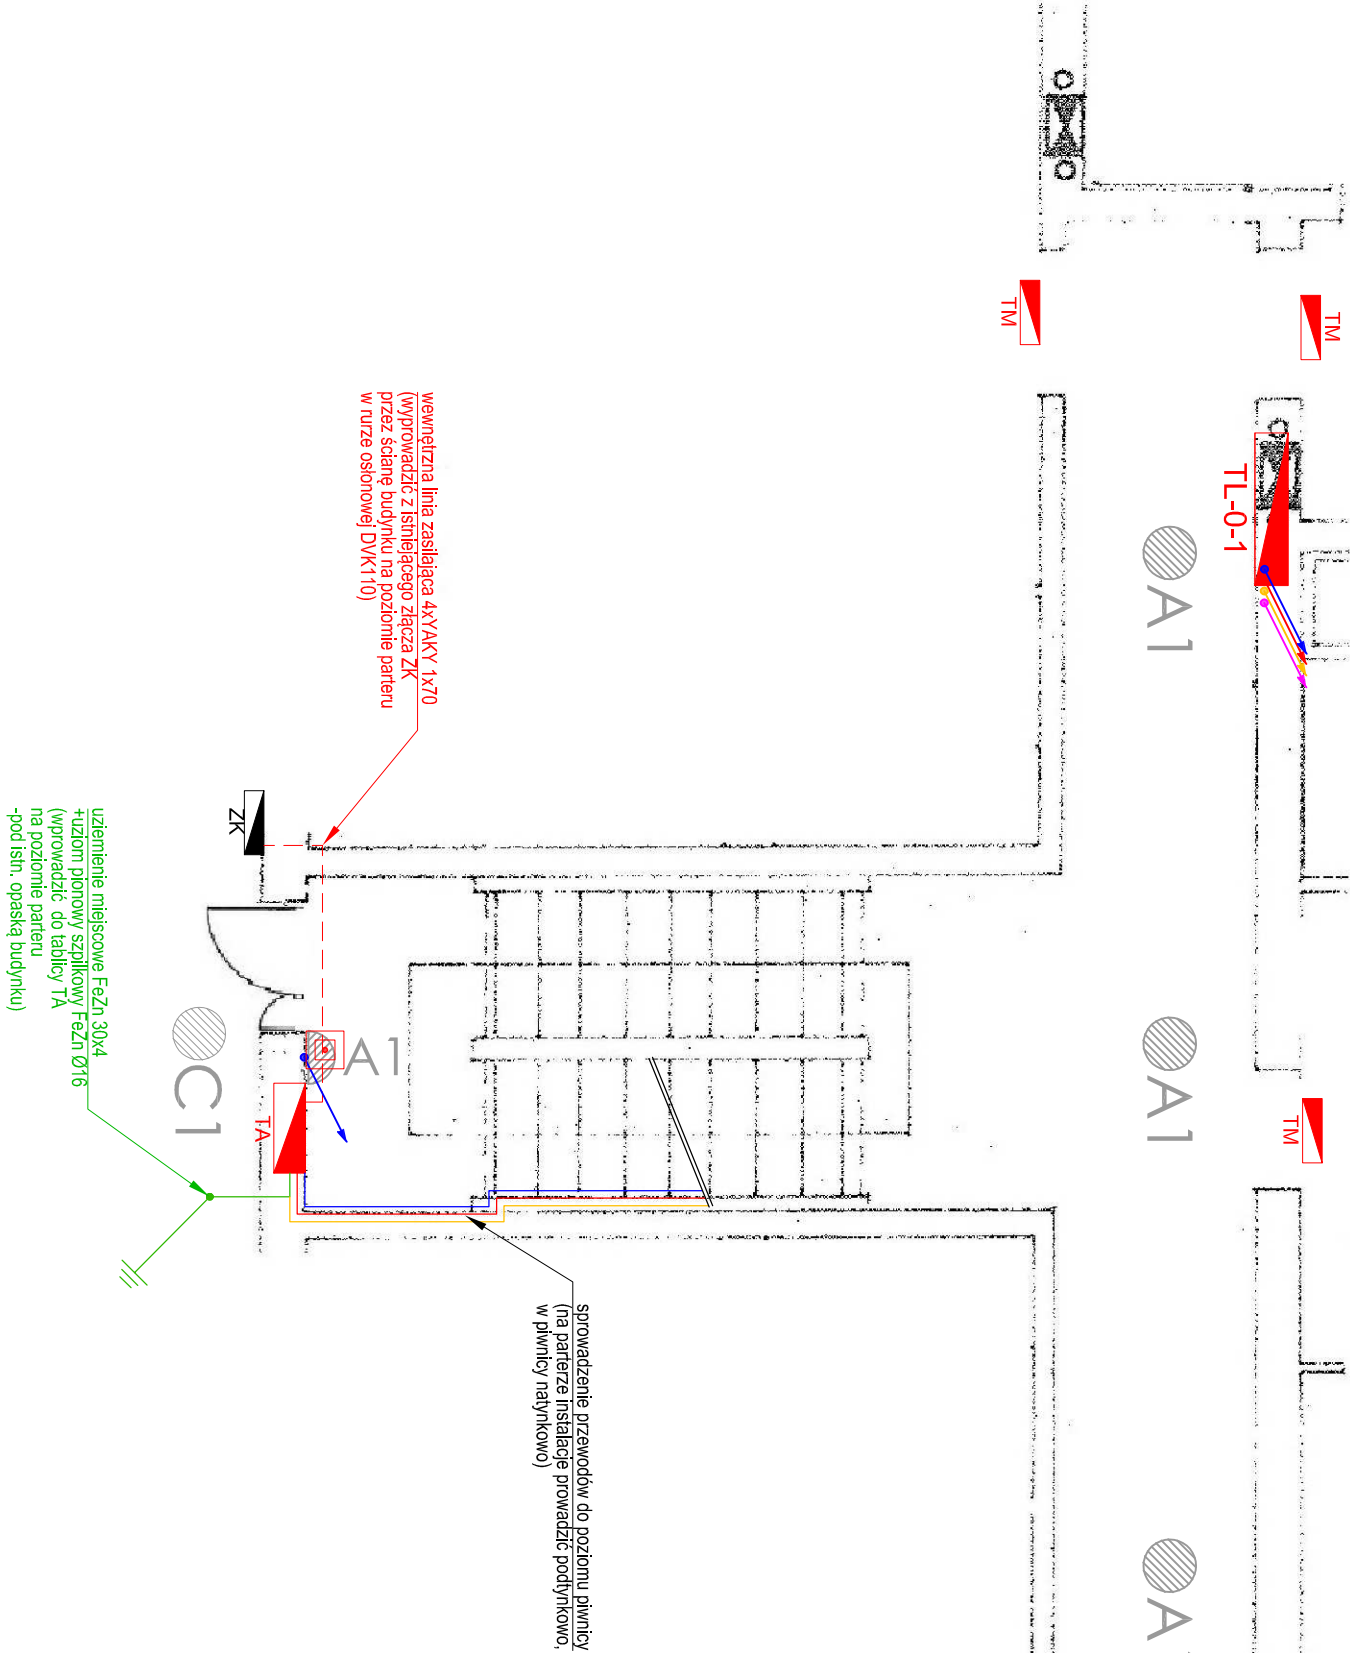 TM
TM
TL-0-1
A1
wewnętrzna linia zasilająca 4xYAKY 1x70
(wyprowadzić z istniejącego złącza ZK
przez ścianę budynku na poziomie parteru
w rurze osłonowej DVK110)
ZK
uziemienie miejscowe FeZn 30x4
+uziom pionowy szpilkowy FeZn Ø16
(wprowadzić do tablicy TA
na poziomie parteru
-pod istn. opaską budynku)
A1
A1
C1
TA
TM
sprowadzenie przewodów do poziomu piwnicy
(na parterze instalacje prowadzić podtynkowo,
w piwnicy natynkowo)
A